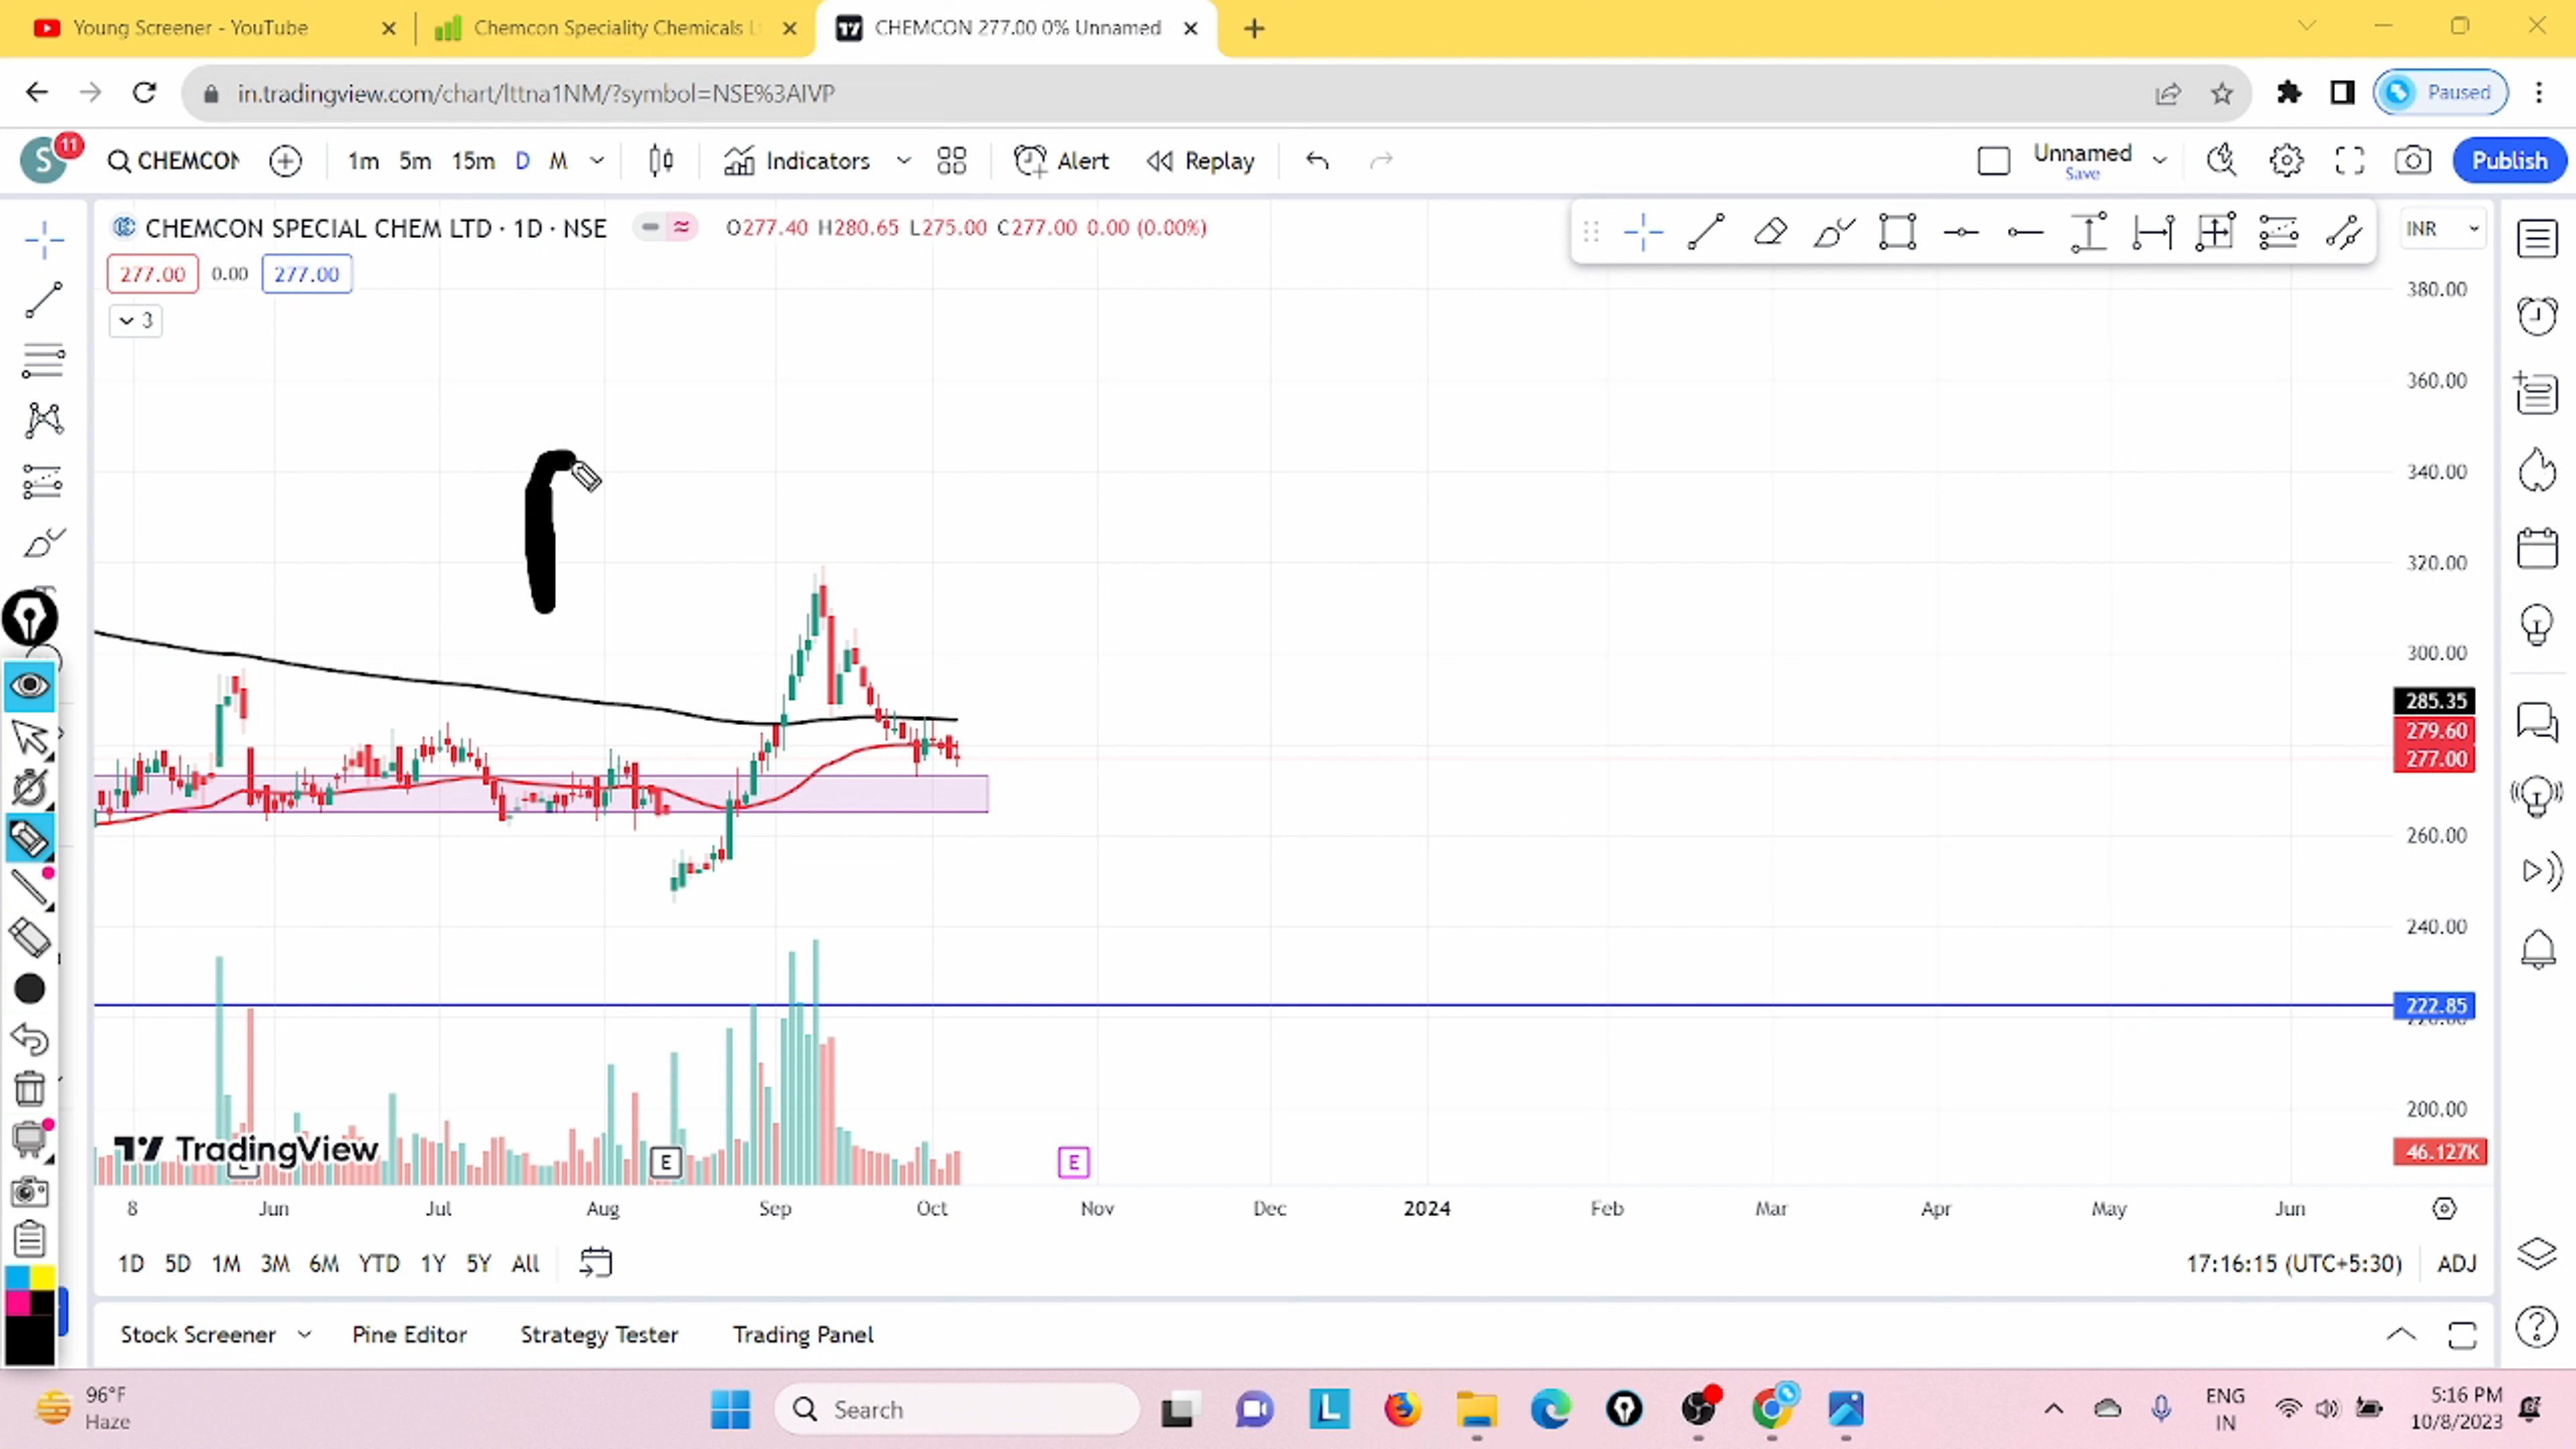 Young Screener - YouTube
Chemcon Speciality Chemicals L
CHEMCON 277.00 0% Unnamed
in.tradingview.com/chart/lttna1NM/?symbol=NSE%3AIVP
Paused
S
11
CHEMCON
1m 5m 15m D M
Indicators
Alert
Replay
Unnamed
Save
Publish
CHEMCON SPECIAL CHEM LTD · 1D · NSE
O277.40 H280.65 L275.00 C277.00 0.00 (0.00%)
INR
277.00 0.00 277.00
3
380.00
360.00
340.00
320.00
300.00
285.35
279.60
277.00
260.00
240.00
222.85
200.00
46.127K
TradingView
E
E
8 Jun Jul Aug Sep Oct Nov Dec 2024 Feb Mar Apr May Jun
1D 5D 1M 3M 6M YTD 1Y 5Y All
17:16:15 (UTC+5:30)
ADJ
Stock Screener
Pine Editor
Strategy Tester
Trading Panel
96°F
Haze
Search
L
ENG
IN
5:16 PM
10/8/2023